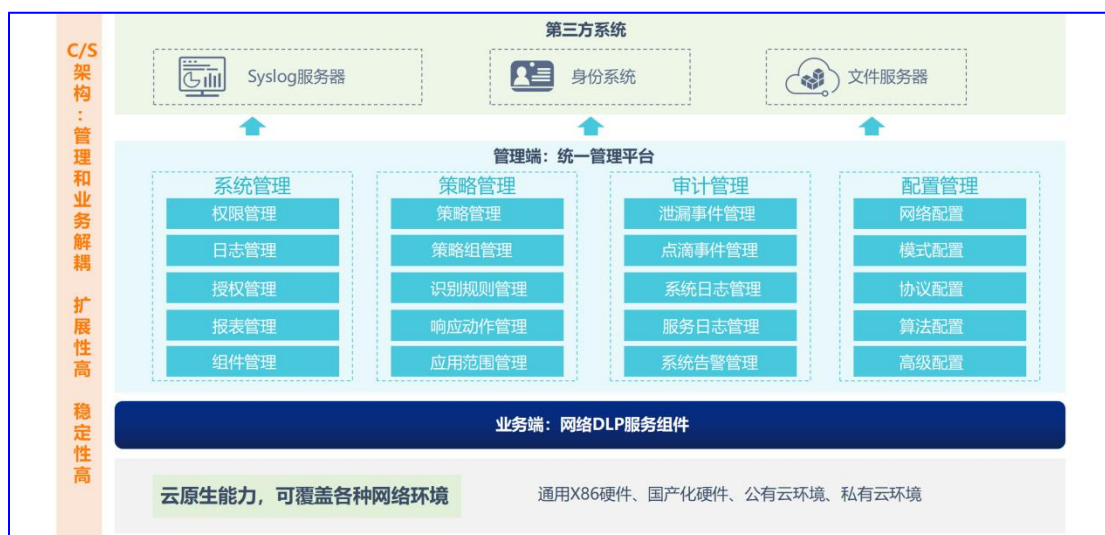 C/S架构：管理和业务解耦 扩展性高 稳定性高
第三方系统
Syslog服务器
身份系统
文件服务器
管理端：统一管理平台
系统管理
权限管理
日志管理
授权管理
报表管理
组件管理
策略管理
策略管理
策略组管理
识别规则管理
响应动作管理
应用范围管理
审计管理
泄漏事件管理
点滴事件管理
系统日志管理
服务日志管理
系统告警管理
配置管理
网络配置
模式配置
协议配置
算法配置
高级配置
业务端：网络DLP服务组件
云原生能力，可覆盖各种网络环境
通用X86硬件、国产化硬件、公有云环境、私有云环境